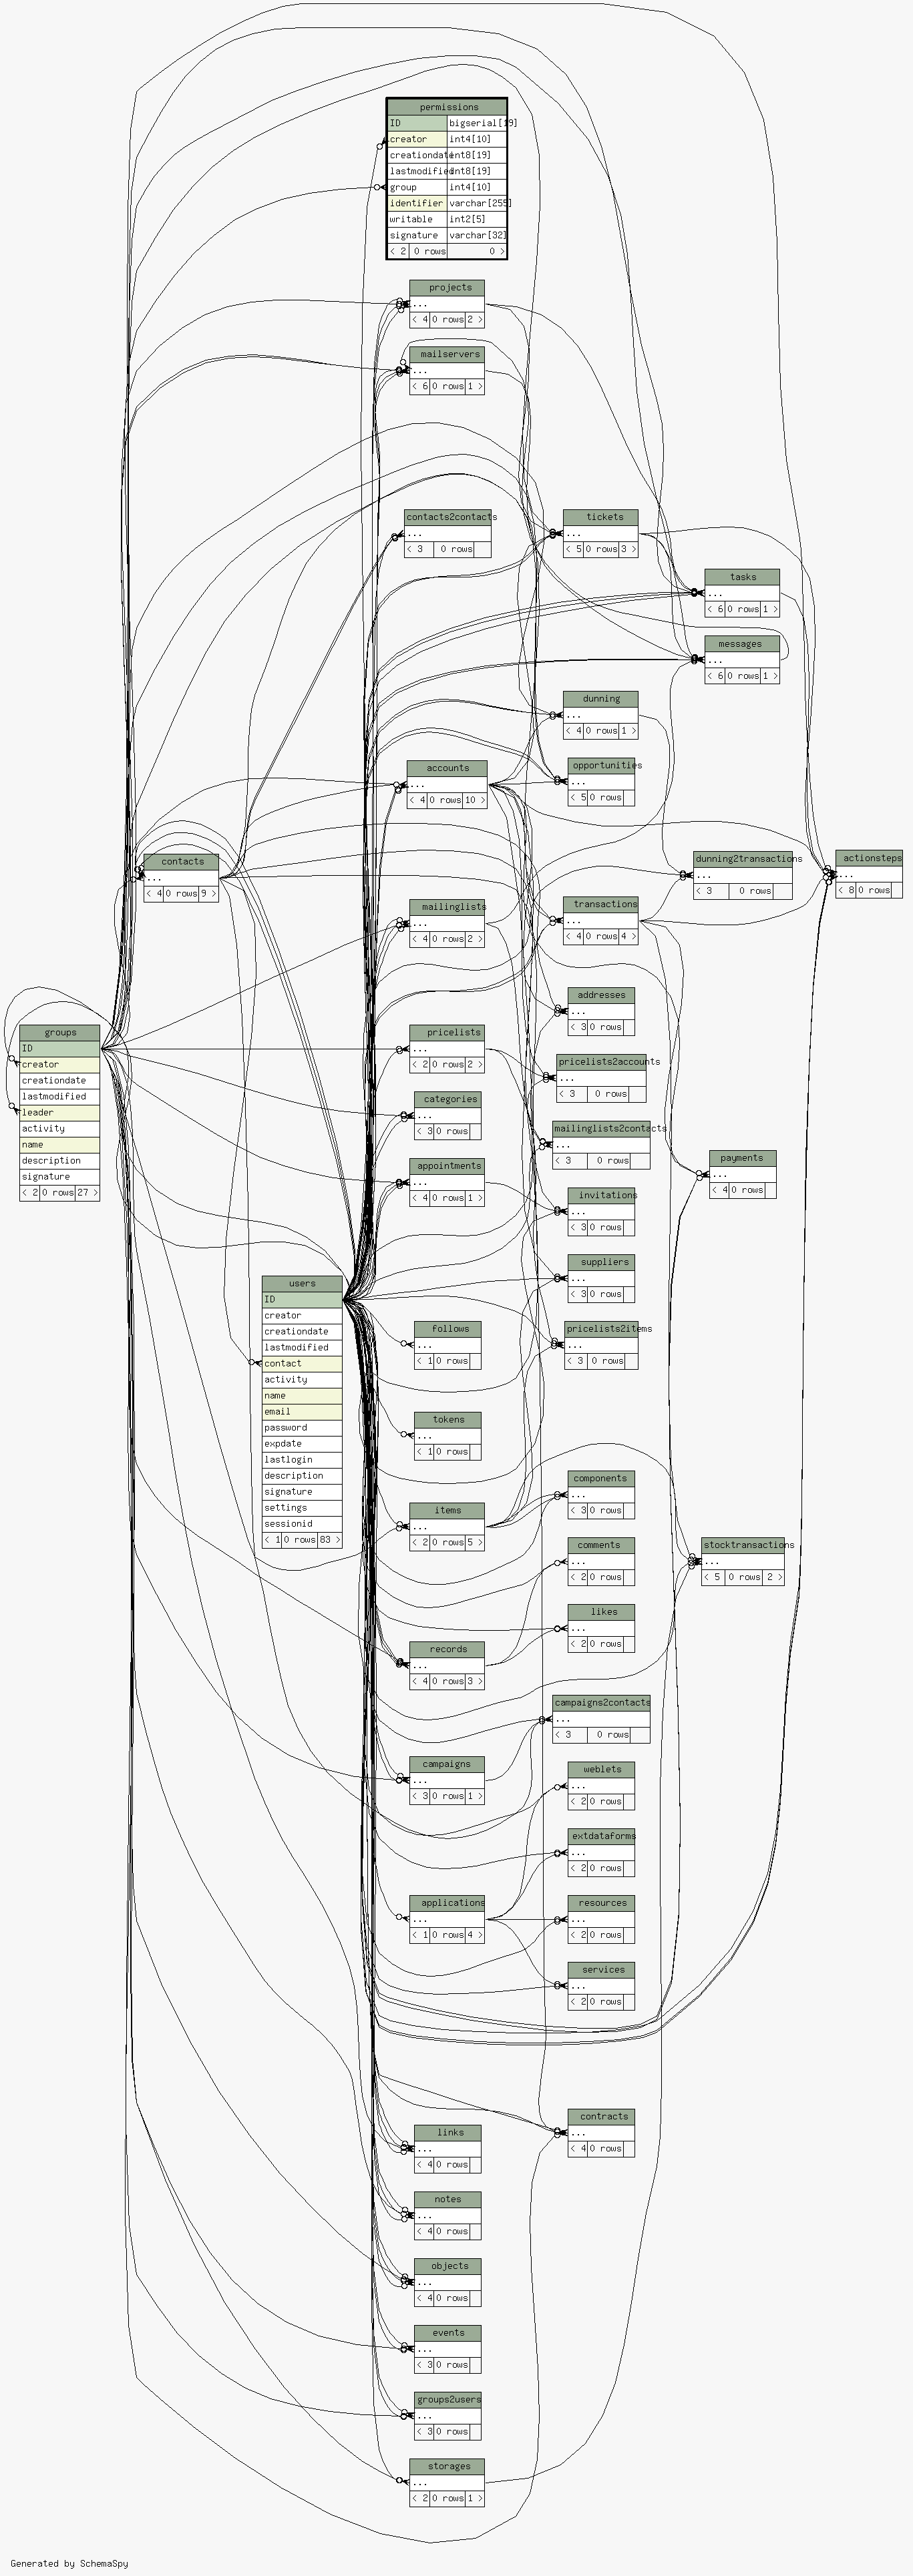 permissions
ID bigserial[19]
creator int4[10]
creationdate int8[19]
lastmodified int8[19]
group int4[10]
identifier varchar[255]
writable int2[5]
signature varchar[32]
< 2 0 rows 0 >
projects
...
< 4 0 rows 2 >
mailservers
...
< 6 0 rows 1 >
contacts2contacts
...
< 3 0 rows
tickets
...
< 5 0 rows 3 >
tasks
...
< 6 0 rows 1 >
messages
...
< 6 0 rows 1 >
dunning
...
< 4 0 rows 1 >
opportunities
...
< 5 0 rows
accounts
...
< 4 0 rows 10 >
contacts
...
< 4 0 rows 9 >
dunning2transactions
...
< 3 0 rows
actionsteps
...
< 8 0 rows
mailinglists
...
< 4 0 rows 2 >
transactions
...
< 4 0 rows 4 >
addresses
...
< 3 0 rows
groups
ID
creator
creationdate
lastmodified
leader
activity
name
description
signature
< 2 0 rows 27 >
pricelists
...
< 2 0 rows 2 >
pricelists2accounts
...
< 3 0 rows
categories
...
< 3 0 rows
mailinglists2contacts
...
< 3 0 rows
appointments
...
< 4 0 rows 1 >
payments
...
< 4 0 rows
invitations
...
< 3 0 rows
suppliers
...
< 3 0 rows
users
ID
creator
creationdate
lastmodified
contact
activity
name
email
password
expdate
lastlogin
description
signature
settings
sessionid
< 1 0 rows 83 >
follows
...
< 1 0 rows
pricelists2items
...
< 3 0 rows
tokens
...
< 1 0 rows
items
...
< 2 0 rows 5 >
components
...
< 3 0 rows
comments
...
< 2 0 rows
stocktransactions
...
< 5 0 rows 2 >
likes
...
< 2 0 rows
records
...
< 4 0 rows 3 >
campaigns2contacts
...
< 3 0 rows
campaigns
...
< 3 0 rows 1 >
weblets
...
< 2 0 rows
extdataforms
...
< 2 0 rows
applications
...
< 1 0 rows 4 >
resources
...
< 2 0 rows
services
...
< 2 0 rows
contracts
...
< 4 0 rows
links
...
< 4 0 rows
notes
...
< 4 0 rows
objects
...
< 4 0 rows
events
...
< 3 0 rows
groups2users
...
< 3 0 rows
storages
...
< 2 0 rows 1 >
Generated by SchemaSpy